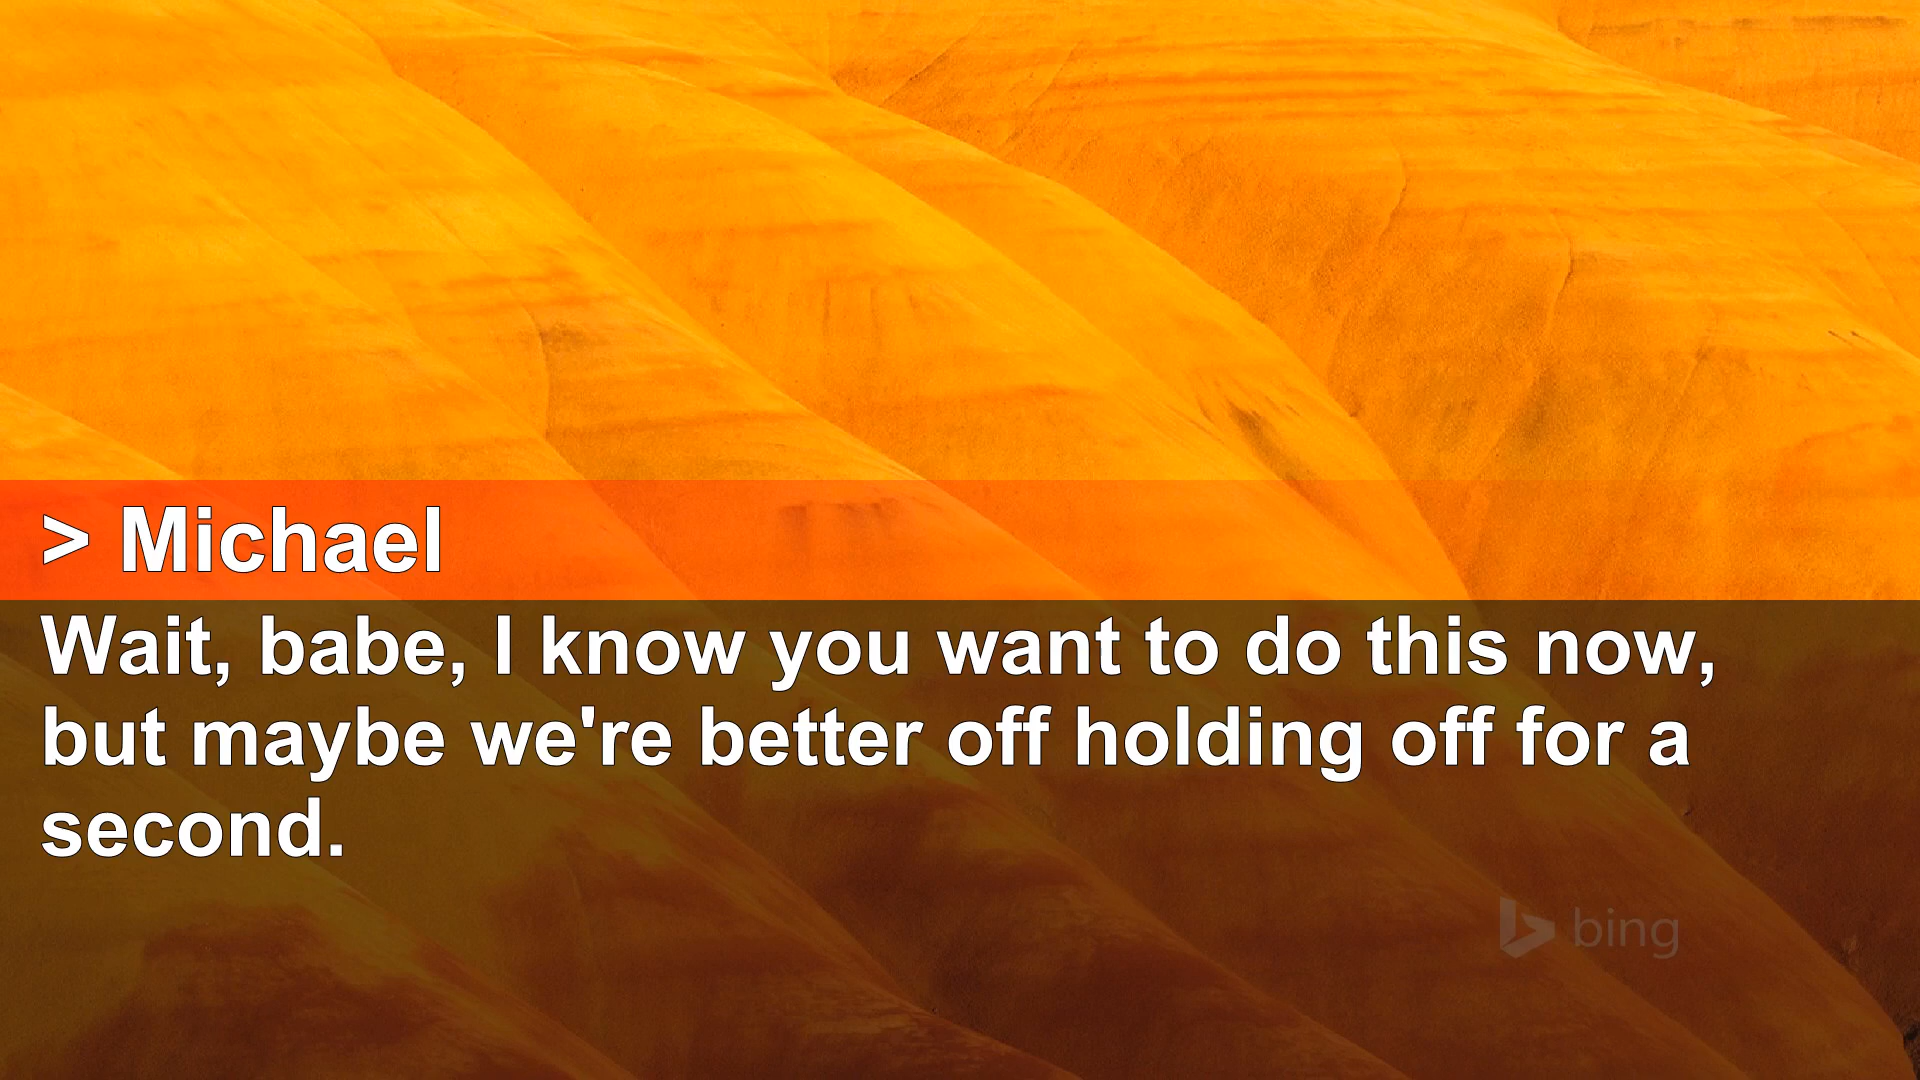 > Michael
Wait, babe, I know you want to do this now,
but maybe we're better off holding off for a
second.
bing